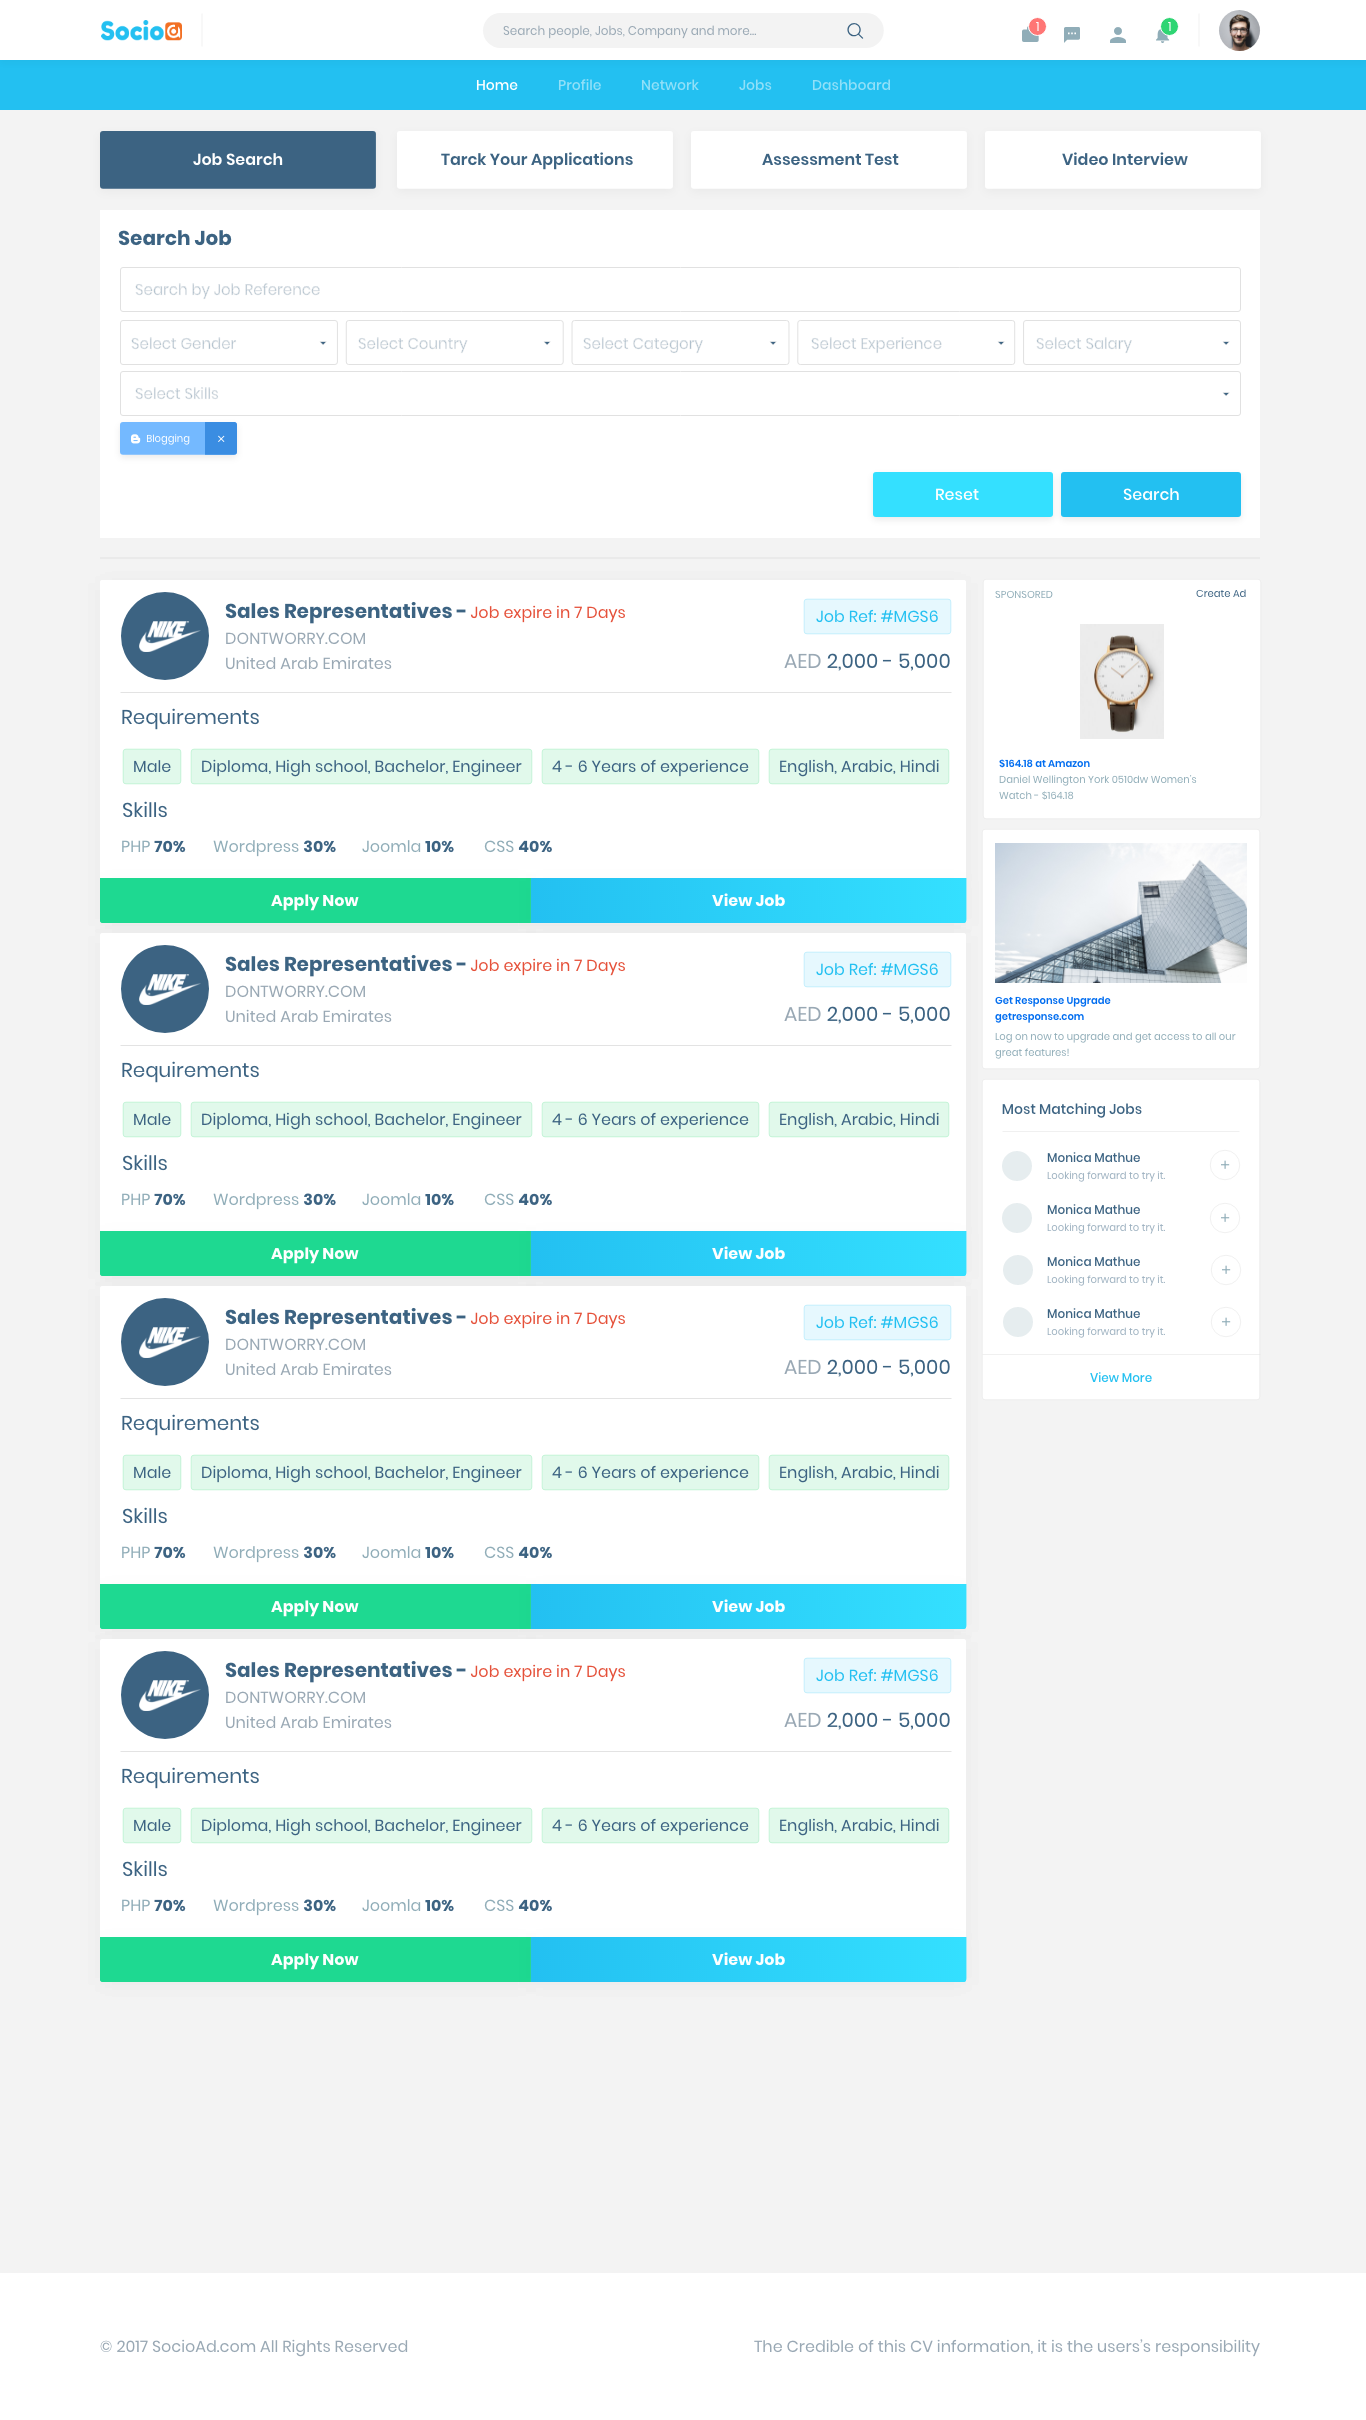 Socioa
Search people, Jobs, Company and more...
1
1
Home Profile Network Jobs Dashboard
Job Search
Tarck Your Applications
Assessment Test
Video Interview
Search Job
Search by Job Reference
Select Gender
Select Country
Select Category
Select Experience
Select Salary
Select Skills
Blogging ×
Reset
Search
NIKE
Sales Representatives - Job expire in 7 Days
DONTWORRY.COM
United Arab Emirates
Job Ref: #MGS6
AED 2,000 - 5,000
Requirements
Male
Diploma, High school, Bachelor, Engineer
4 - 6 Years of experience
English, Arabic, Hindi
Skills
PHP 70% Wordpress 30% Joomla 10% CSS 40%
Apply Now
View Job
NIKE
Sales Representatives - Job expire in 7 Days
DONTWORRY.COM
United Arab Emirates
Job Ref: #MGS6
AED 2,000 - 5,000
Requirements
Male
Diploma, High school, Bachelor, Engineer
4 - 6 Years of experience
English, Arabic, Hindi
Skills
PHP 70% Wordpress 30% Joomla 10% CSS 40%
Apply Now
View Job
NIKE
Sales Representatives - Job expire in 7 Days
DONTWORRY.COM
United Arab Emirates
Job Ref: #MGS6
AED 2,000 - 5,000
Requirements
Male
Diploma, High school, Bachelor, Engineer
4 - 6 Years of experience
English, Arabic, Hindi
Skills
PHP 70% Wordpress 30% Joomla 10% CSS 40%
Apply Now
View Job
NIKE
Sales Representatives - Job expire in 7 Days
DONTWORRY.COM
United Arab Emirates
Job Ref: #MGS6
AED 2,000 - 5,000
Requirements
Male
Diploma, High school, Bachelor, Engineer
4 - 6 Years of experience
English, Arabic, Hindi
Skills
PHP 70% Wordpress 30% Joomla 10% CSS 40%
Apply Now
View Job
SPONSORED
Create Ad
$164.18 at Amazon
Daniel Wellington York 0510dw Women's
Watch - $164.18
Get Response Upgrade
getresponse.com
Log on now to upgrade and get access to all our
great features!
Most Matching Jobs
Monica Mathue
Looking forward to try it.
+
Monica Mathue
Looking forward to try it.
+
Monica Mathue
Looking forward to try it.
+
Monica Mathue
Looking forward to try it.
+
View More
© 2017 SocioAd.com All Rights Reserved
The Credible of this CV information, it is the users's responsibility